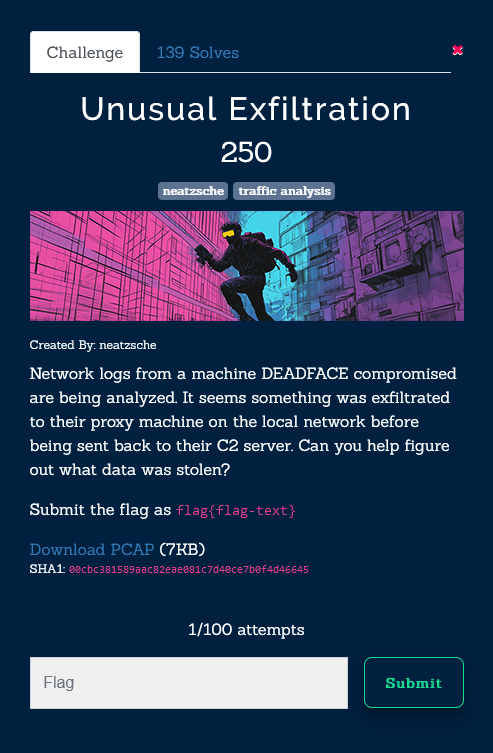 Challenge
139 Solves
×
Unusual Exfiltration
250
neatzsche traffic analysis
Created By: neatzsche
Network logs from a machine DEADFACE compromised
are being analyzed. It seems something was exfiltrated
to their proxy machine on the local network before
being sent back to their C2 server. Can you help figure
out what data was stolen?
Submit the flag as flag{flag-text}
Download PCAP (7KB)
SHA1: 00cbc381589aac82eae081c7d40ce7b0f4d46645
1/100 attempts
Flag
Submit